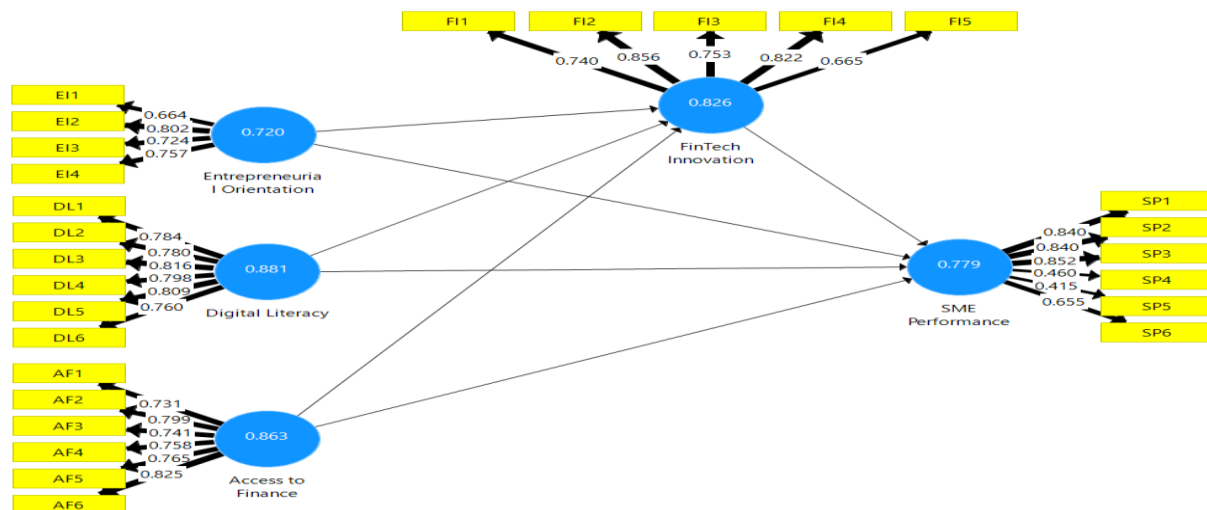 FI1 FI2 FI3 FI4 FI5
0.740 0.856 0.753 0.822 0.665
0.826
FinTech
Innovation
EI1
EI2
EI3
EI4
0.664
0.802
0.724
0.757
0.720
Entrepreneuria
l Orientation
DL1
DL2
DL3
DL4
DL5
DL6
0.784
0.780
0.816
0.798
0.809
0.760
0.881
Digital Literacy
AF1
AF2
AF3
AF4
AF5
AF6
0.731
0.799
0.741
0.758
0.765
0.825
0.863
Access to
Finance
0.779
SME
Performance
0.840
0.840
0.852
0.460
0.415
0.655
SP1
SP2
SP3
SP4
SP5
SP6